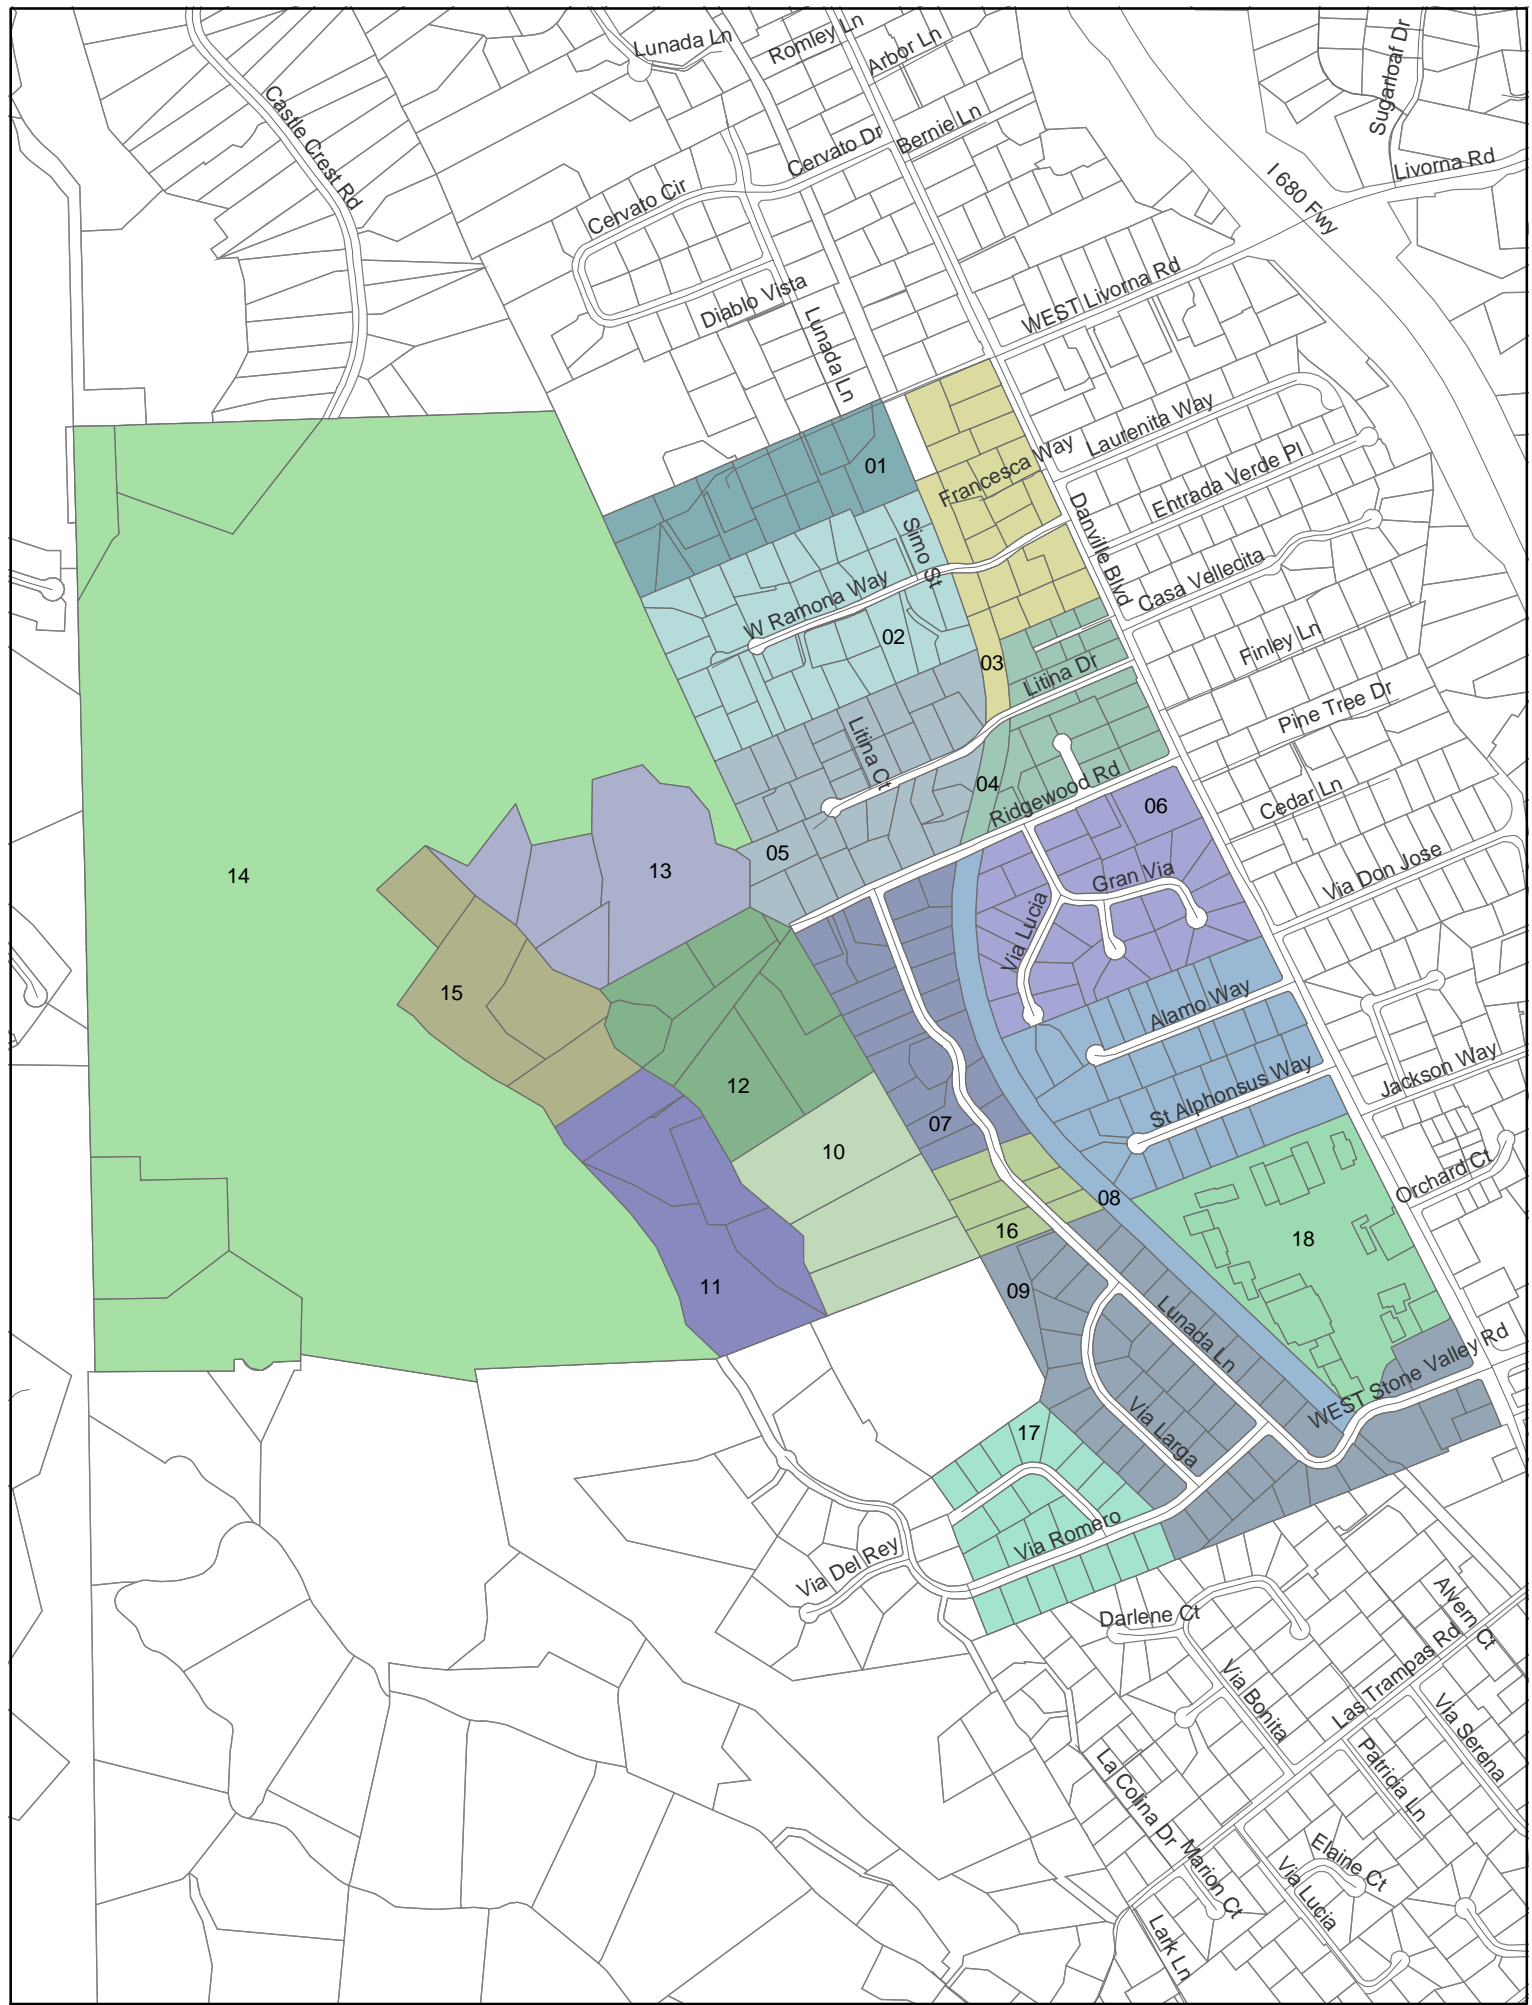 Lunada Ln
Romley Ln
Arbor Ln
Sugarloaf Dr
Castle Crest Rd
Cervato Dr
Bernie Ln
Livorna Rd
Cervato Cir
I 680 Fwy
Diablo Vista
WEST Livorna Rd
Lunada Ln
01
Francesca Way
Laurenita Way
Entrada Verde Pl
Simo St
Danville Blvd
Casa Vellecita
W Ramona Way
02
03
Litina Dr
Finley Ln
Pine Tree Dr
Litina Ct
04
Ridgewood Rd
06
Cedar Ln
14
13
05
Gran Via
Via Don Jose
Via Lucia
15
Alamo Way
12
07
St Alphonsus Way
Jackson Way
10
08
Orchard Ct
16
18
11
09
Lunada Ln
WEST Stone Valley Rd
17
Via Larga
Via Romero
Via Del Rey
Darlene Ct
Alvern Ct
Las Trampas Rd
Via Bonita
Via Serena
Patricia Ln
La Colina Dr
Marion Ct
Elaine Ct
Via Lucia
Lark Ln